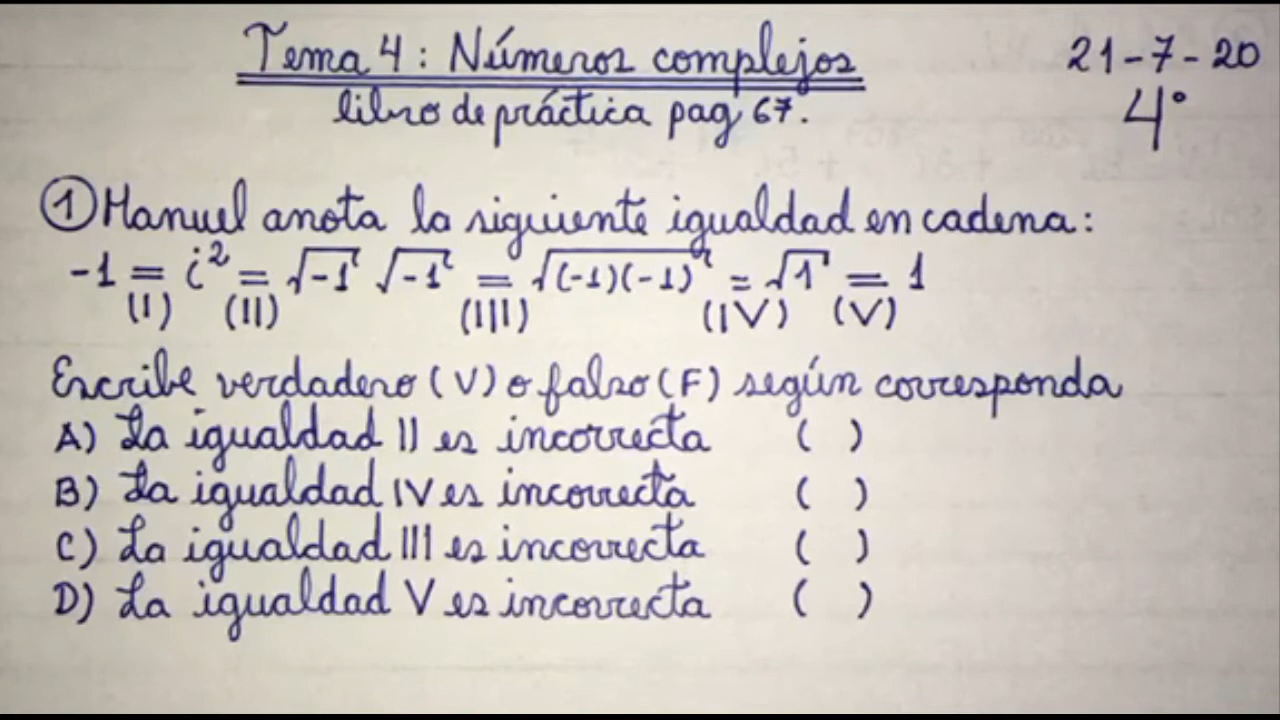 Tema 4: Números complejos
21-7-20
libro de práctica pag 67.
4°
① Manuel anota la siguiente igualdad en cadena:
-1 = i² = √-1 √-1 = √(-1)(-1) = √1 = 1
(I) (II) (III) (IV) (V)
Escribe verdadero (V) o falso (F) según corresponda
A) La igualdad II es incorrecta ( )
B) La igualdad IV es incorrecta ( )
C) La igualdad III es incorrecta ( )
D) La igualdad V es incorrecta ( )